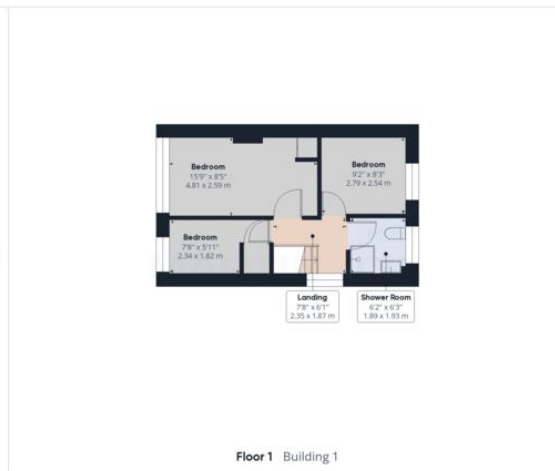 Bedroom
15'9" x 8'5"
4.81 x 2.59 m
Bedroom
9'2" x 8'3"
2.79 x 2.54 m
Bedroom
7'8" x 5'11"
2.34 x 1.82 m
Landing
7'8" x 6'1"
2.35 x 1.87 m
Shower Room
6'2" x 6'3"
1.89 x 1.93 m
Floor 1 Building 1